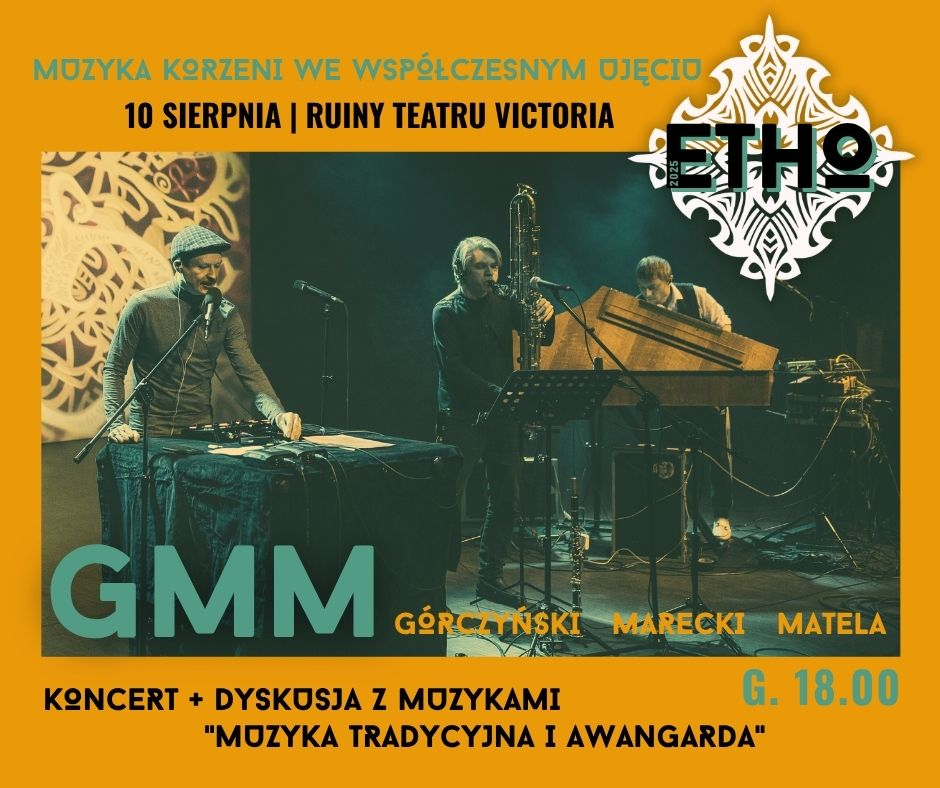 MUZYKA KORZENI WE WSPÓŁCZESNYM UJĘCIU
10 SIERPNIA | RUINY TEATRU VICTORIA
2025
ETHO
GMM
GÓRCZYŃSKI MARECKI MATELA
G. 18.00
KONCERT + DYSKUSJA Z MUZYKAMI
"MUZYKA TRADYCYJNA I AWANGARDA"